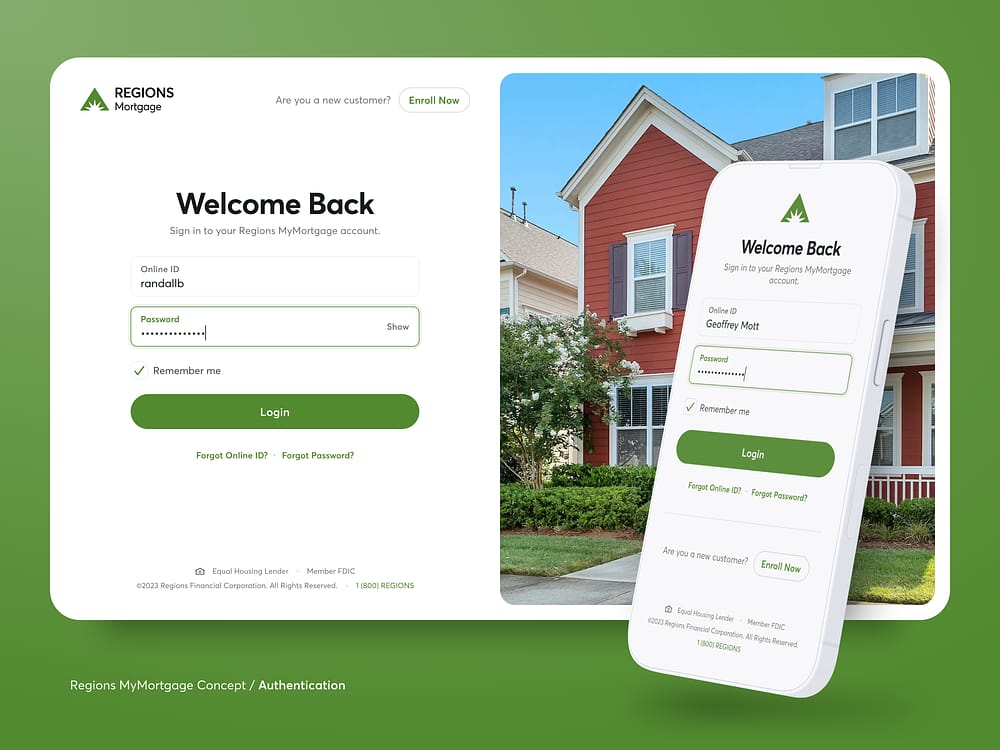 REGIONS
Mortgage
Are you a new customer? Enroll Now
Welcome Back
Sign in to your Regions MyMortgage account.
Online ID
randallb
Password
•••••••••••••• Show
Remember me
Login
Forgot Online ID? · Forgot Password?
Equal Housing Lender · Member FDIC
©2023 Regions Financial Corporation. All Rights Reserved. · 1 (800) REGIONS
Welcome Back
Sign in to your Regions MyMortgage
account.
Online ID
Geoffrey Mott
Password
••••••••••••••
Remember me
Login
Forgot Online ID? · Forgot Password?
Are you a new customer? Enroll Now
Equal Housing Lender · Member FDIC
©2023 Regions Financial Corporation. All Rights Reserved.
1 (800) REGIONS
Regions MyMortgage Concept / Authentication